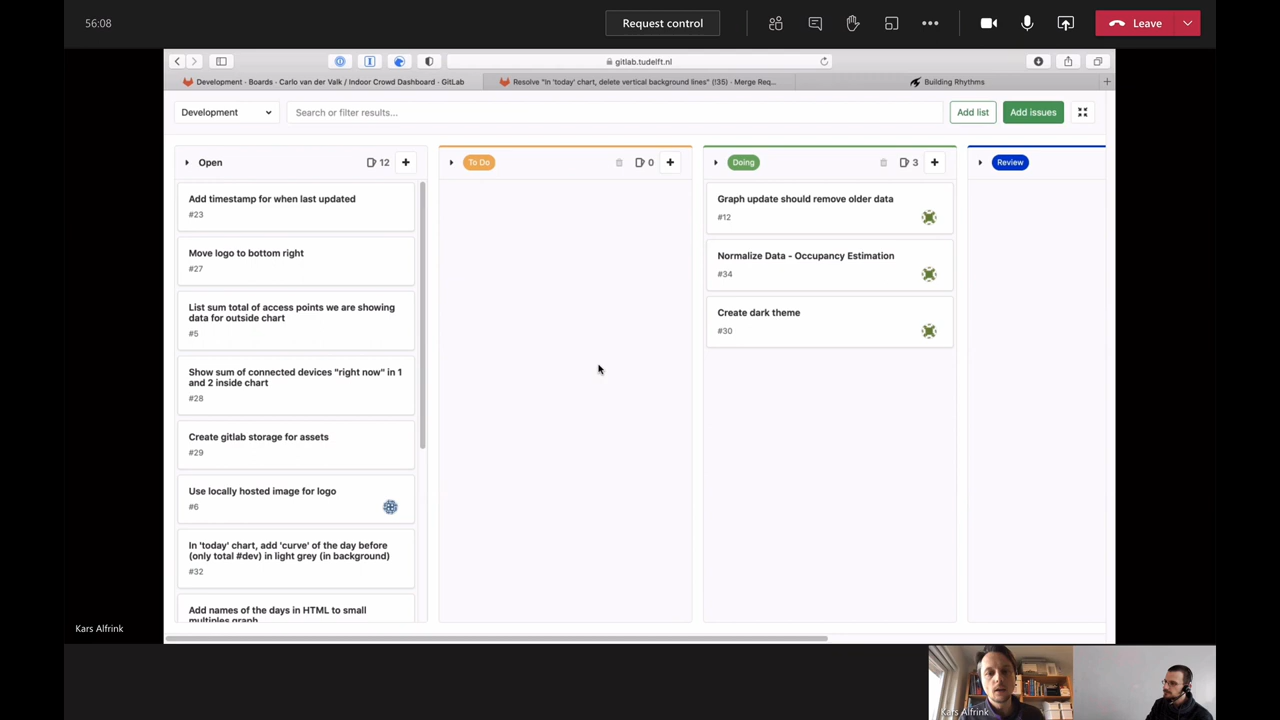 56:08
Request control
Leave
gitlab.tudelft.nl
Development - Boards - Carlo van der Valk / Indoor Crowd Dashboard - GitLab
Resolve "In 'today' chart, delete vertical background lines" (!35) - Merge Req...
Building Rhythms
Development
Search or filter results...
Add list
Add issues
Open
12
To Do
0
Doing
3
Review
Add timestamp for when last updated
#23
Move logo to bottom right
#27
List sum total of access points we are showing
data for outside chart
#5
Show sum of connected devices "right now" in 1
and 2 inside chart
#28
Create gitlab storage for assets
#29
Use locally hosted image for logo
#6
In 'today' chart, add 'curve' of the day before
(only total #dev) in light grey (in background)
#32
Add names of the days in HTML to small
multiples graph
Graph update should remove older data
#12
Normalize Data - Occupancy Estimation
#34
Create dark theme
#30
Kars Alfrink
Kars Alfrink